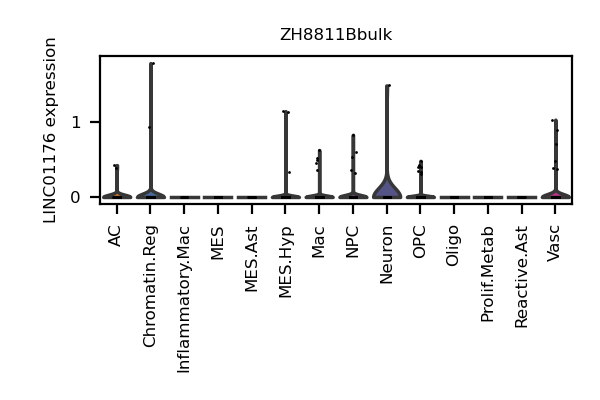 ZH8811Bbulk
LINC01176 expression
1
0
AC
Chromatin.Reg
Inflammatory.Mac
MES
MES.Ast
MES.Hyp
Mac
NPC
Neuron
OPC
Oligo
Prolif.Metab
Reactive.Ast
Vasc